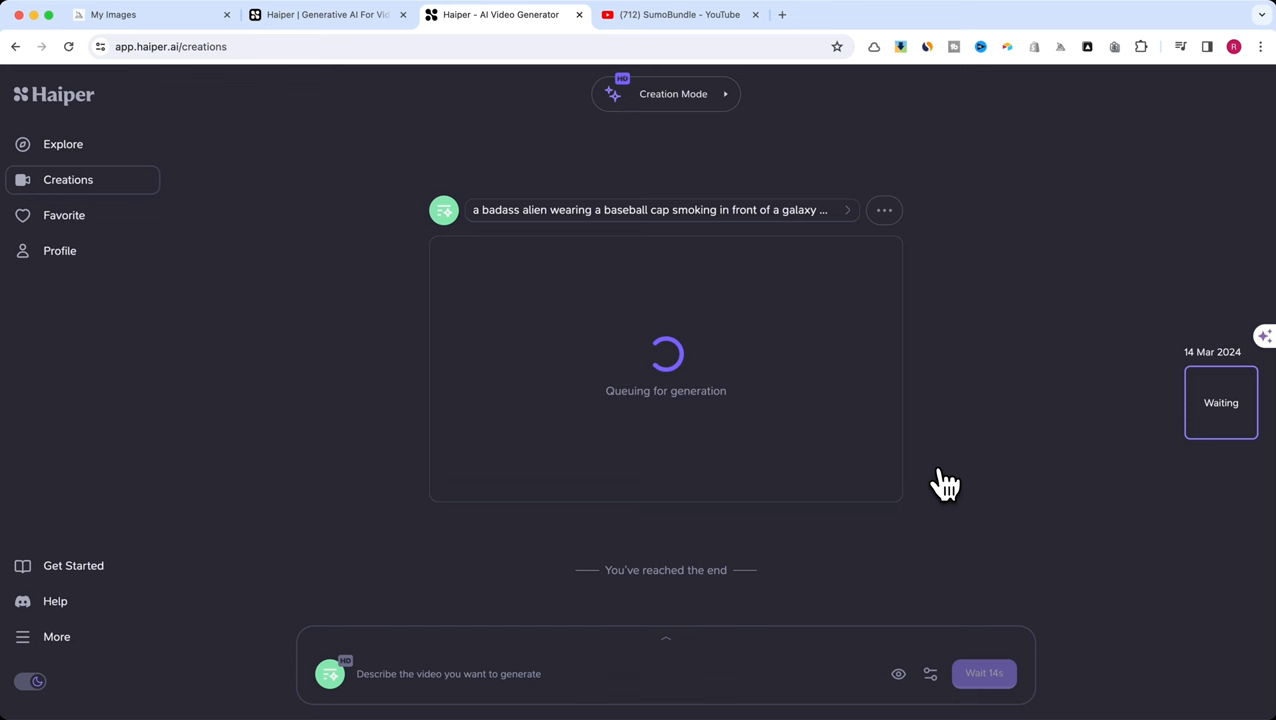 My Images
Haiper | Generative AI For Vid
Haiper - AI Video Generator
(712) SumoBundle - YouTube
app.haiper.ai/creations
R
Haiper
HD
Creation Mode
Explore
Creations
Favorite
Profile
a badass alien wearing a baseball cap smoking in front of a galaxy ...
Queuing for generation
14 Mar 2024
Waiting
You've reached the end
Get Started
Help
More
HD
Describe the video you want to generate
Wait 14s